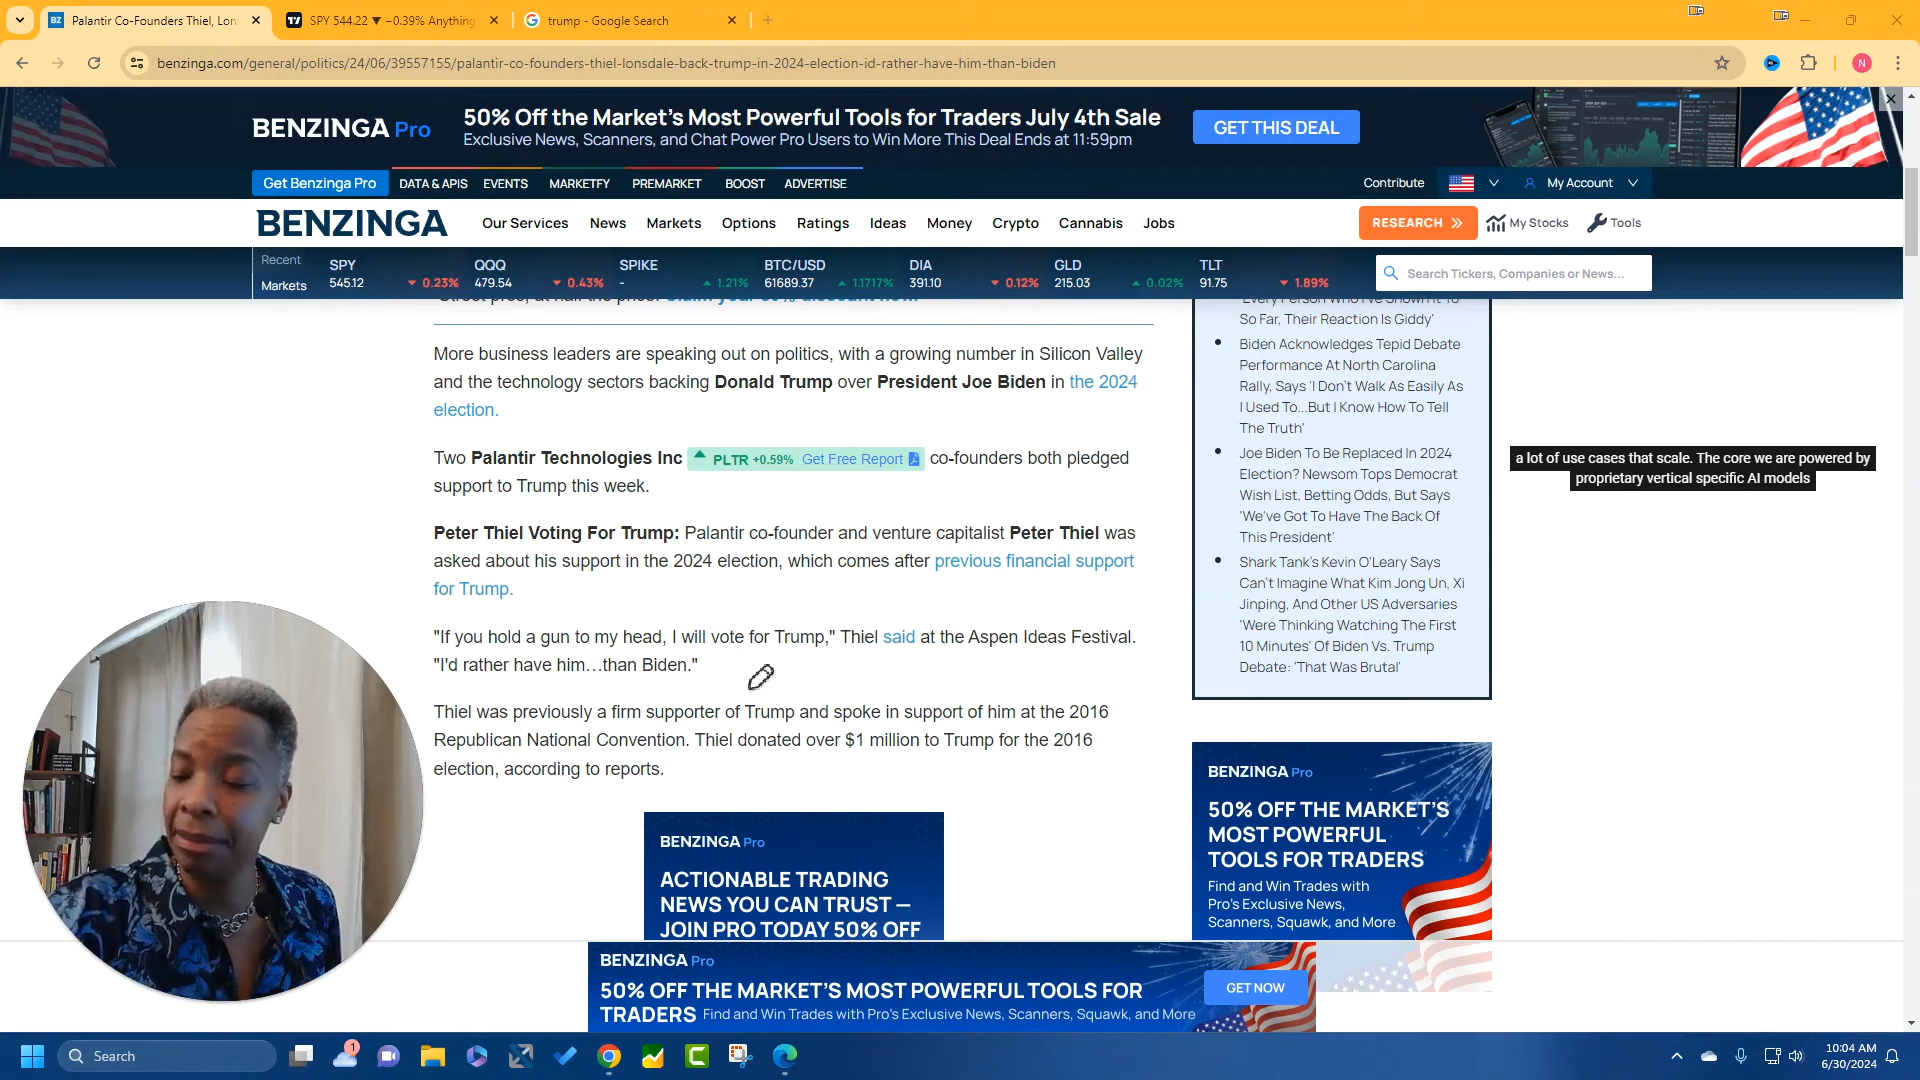 Palantir Co-Founders Thiel, Lon
SPY 544.22 ▼ −0.39% Anything
trump - Google Search
benzinga.com/general/politics/24/06/39557155/palantir-co-founders-thiel-lonsdale-back-trump-in-2024-election-id-rather-have-him-than-biden
N
BENZINGA Pro
50% Off the Market's Most Powerful Tools for Traders July 4th Sale
Exclusive News, Scanners, and Chat Power Pro Users to Win More This Deal Ends at 11:59pm
GET THIS DEAL
Get Benzinga Pro
DATA & APIS
EVENTS
MARKETFY
PREMARKET
BOOST
ADVERTISE
Contribute
My Account
BENZINGA
Our Services
News
Markets
Options
Ratings
Ideas
Money
Crypto
Cannabis
Jobs
RESEARCH
My Stocks
Tools
Recent
Markets
SPY
545.12
0.23%
QQQ
479.54
0.43%
SPIKE
-
1.21%
BTC/USD
61689.37
1.1717%
DIA
391.10
0.12%
GLD
215.03
0.02%
TLT
91.75
1.89%
Search Tickers, Companies or News...
More business leaders are speaking out on politics, with a growing number in Silicon Valley
and the technology sectors backing Donald Trump over President Joe Biden in the 2024
election.
Two Palantir Technologies Inc PLTR +0.59% Get Free Report co-founders both pledged
support to Trump this week.
Peter Thiel Voting For Trump: Palantir co-founder and venture capitalist Peter Thiel was
asked about his support in the 2024 election, which comes after previous financial support
for Trump.
"If you hold a gun to my head, I will vote for Trump," Thiel said at the Aspen Ideas Festival.
"I'd rather have him…than Biden."
Thiel was previously a firm supporter of Trump and spoke in support of him at the 2016
Republican National Convention. Thiel donated over $1 million to Trump for the 2016
election, according to reports.
'Every Person Who I've Shown It To
So Far, Their Reaction Is Giddy'
Biden Acknowledges Tepid Debate
Performance At North Carolina
Rally, Says 'I Don't Walk As Easily As
I Used To...But I Know How To Tell
The Truth'
Joe Biden To Be Replaced In 2024
Election? Newsom Tops Democrat
Wish List, Betting Odds, But Says
'We've Got To Have The Back Of
This President'
Shark Tank's Kevin O'Leary Says
Can't Imagine What Kim Jong Un, Xi
Jinping, And Other US Adversaries
'Were Thinking Watching The First
10 Minutes' Of Biden Vs. Trump
Debate: 'That Was Brutal'
a lot of use cases that scale. The core we are powered by
proprietary vertical specific AI models
BENZINGA Pro
ACTIONABLE TRADING
NEWS YOU CAN TRUST —
JOIN PRO TODAY 50% OFF
BENZINGA Pro
50% OFF THE MARKET'S
MOST POWERFUL
TOOLS FOR TRADERS
Find and Win Trades with
Pro's Exclusive News,
Scanners, Squawk, and More
BENZINGA Pro
50% OFF THE MARKET'S MOST POWERFUL TOOLS FOR
TRADERS Find and Win Trades with Pro's Exclusive News, Scanners, Squawk, and More
GET NOW
Search
1
10:04 AM
6/30/2024